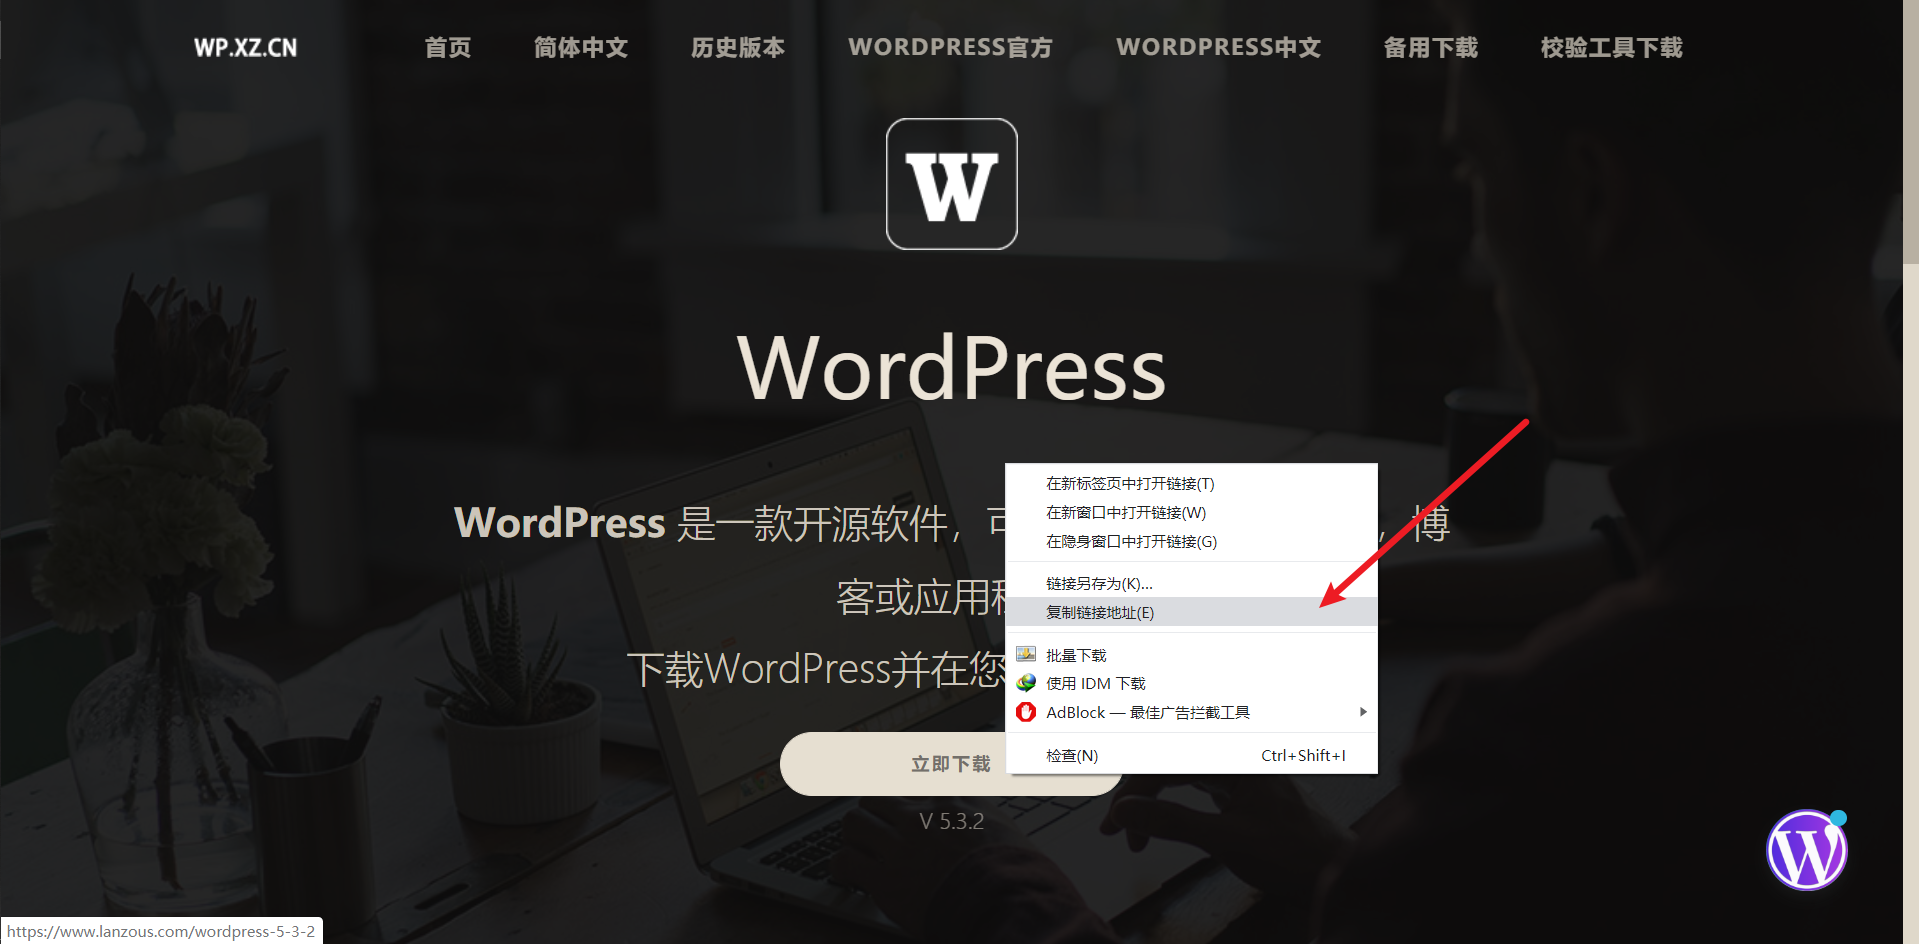 WP.XZ.CN
首页
简体中文
历史版本
WORDPRESS官方
WORDPRESS中文
备用下载
校验工具下载
W
WordPress
WordPress 是一款开源软件，
，博
客或应用
下载WordPress并在您
在新标签页中打开链接(T)
在新窗口中打开链接(W)
在隐身窗口中打开链接(G)
链接另存为(K)...
复制链接地址(E)
批量下载
使用 IDM 下载
AdBlock — 最佳广告拦截工具
检查(N) Ctrl+Shift+I
立即下载
V 5.3.2
W
https://www.lanzous.com/wordpress-5-3-2